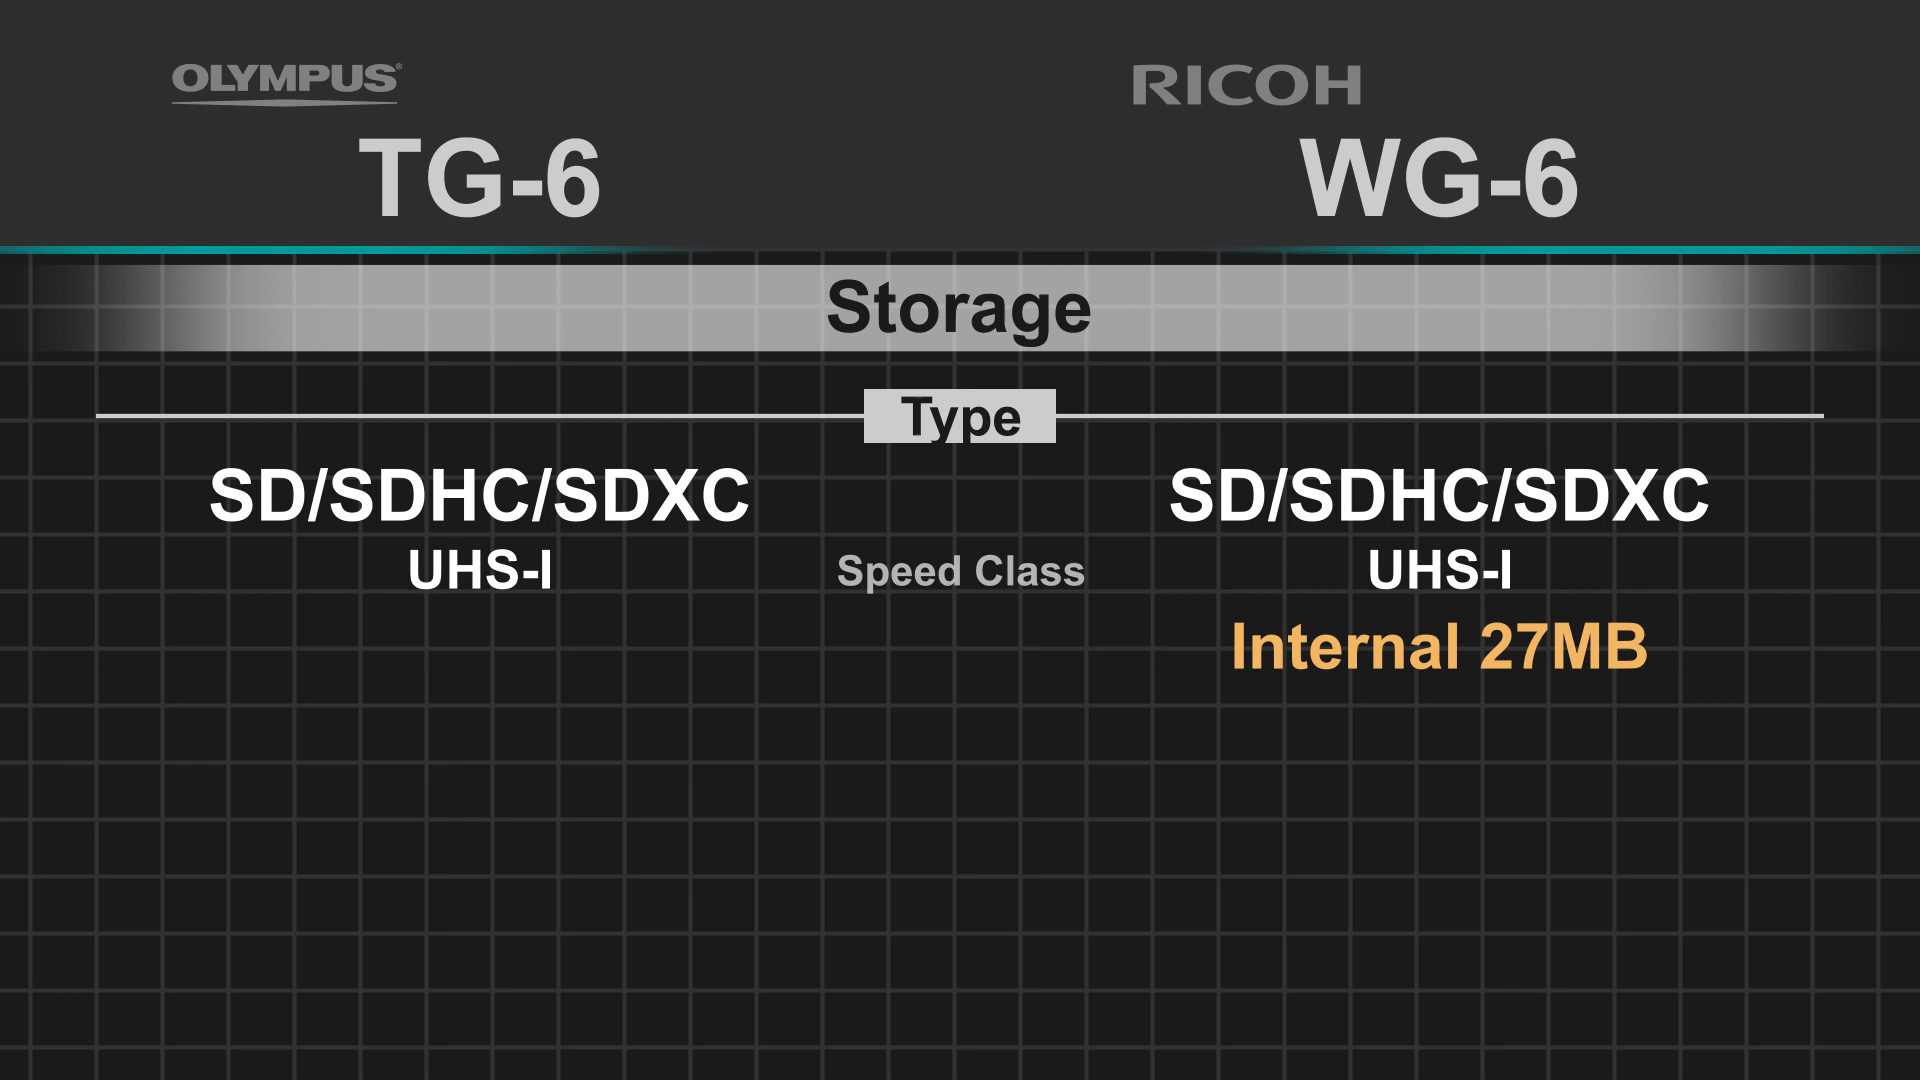 OLYMPUS®
TG-6
RICOH
WG-6
Storage
Type
SD/SDHC/SDXC
SD/SDHC/SDXC
UHS-I
Speed Class
UHS-I
Internal 27MB